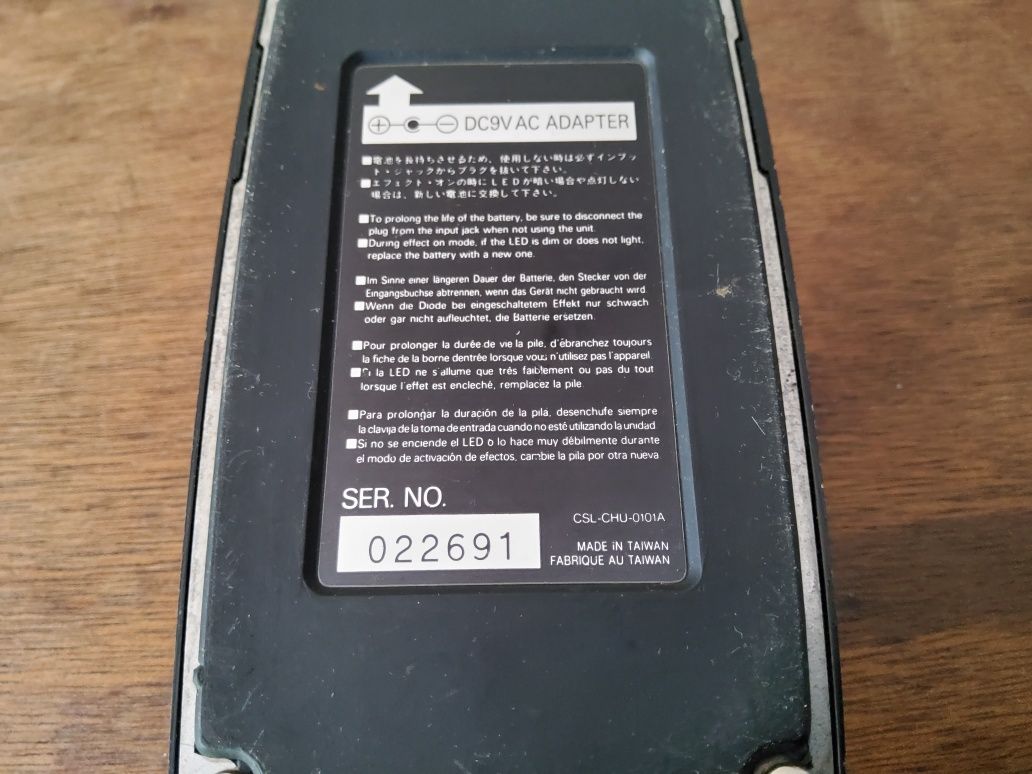 ⊕ ⊖ DC9V AC ADAPTER
■電池を長持ちさせるため、使用しない時は必ずインプッ
ト・ジャックからプラグを抜いて下さい。
■エフェクト・オンの時にLEDが暗い場合や点灯しない
場合は、新しい電池に交換して下さい。
■To prolong the life of the battery, be sure to disconnect the
plug from the input jack when not using the unit.
■During effect on mode, if the LED is dim or does not light,
replace the battery with a new one.
■Im Sinne einer längeren Dauer der Batterie, den Stecker von der
Eingangsbuchse abtrennen, wenn das Gerät nicht gebraucht wird.
■Wenn die Diode bei eingeschaltetem Effekt nur schwach
oder gar nicht aufleuchtet, die Batterie ersetzen.
■Pour prolonger la durée de vie la pile, d'ébranchez toujours
la fiche de la borne dentrée lorsque vous n'utilisez pas l'appareil.
■Si la LED ne s'allume que trés faiblement ou pas du tout
lorsque l'effet est encleché, remplacez la pile.
■Para prolongar la duración de la pila, desenchufe siempre
la clavija de la toma de entrada cuando no esté utilizando la unidad
■Si no se enciende el LED o lo hace muy débilmente durante
el modo de activación de efectos, cambie la pila por otra nueva.
SER. NO.
022691
CSL-CHU-0101A
MADE IN TAIWAN
FABRIQUE AU TAIWAN